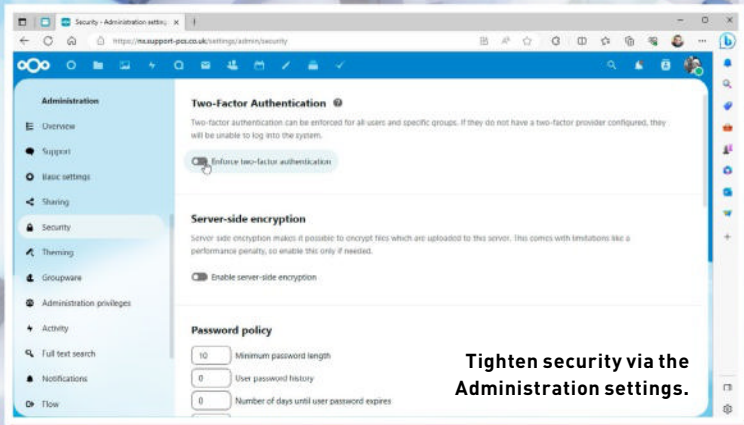 Security - Administration setting
https://nx.support-pcs.co.uk/settings/admin/security
Administration
Overview
Support
Basic settings
Sharing
Security
Theming
Groupware
Administration privileges
Activity
Full text search
Notifications
Flow
Two-Factor Authentication
Two-factor authentication can be enforced for all users and specific groups. If they do not have a two-factor provider configured, they
will be unable to log into the system.
Enforce two-factor authentication
Server-side encryption
Server-side encryption makes it possible to encrypt files which are uploaded to this server. This comes with limitations like a
performance penalty, so enable this only if needed.
Enable server-side encryption
Password policy
10 Minimum password length
0 User password history
0 Number of days until user password expires
Tighten security via the
Administration settings.